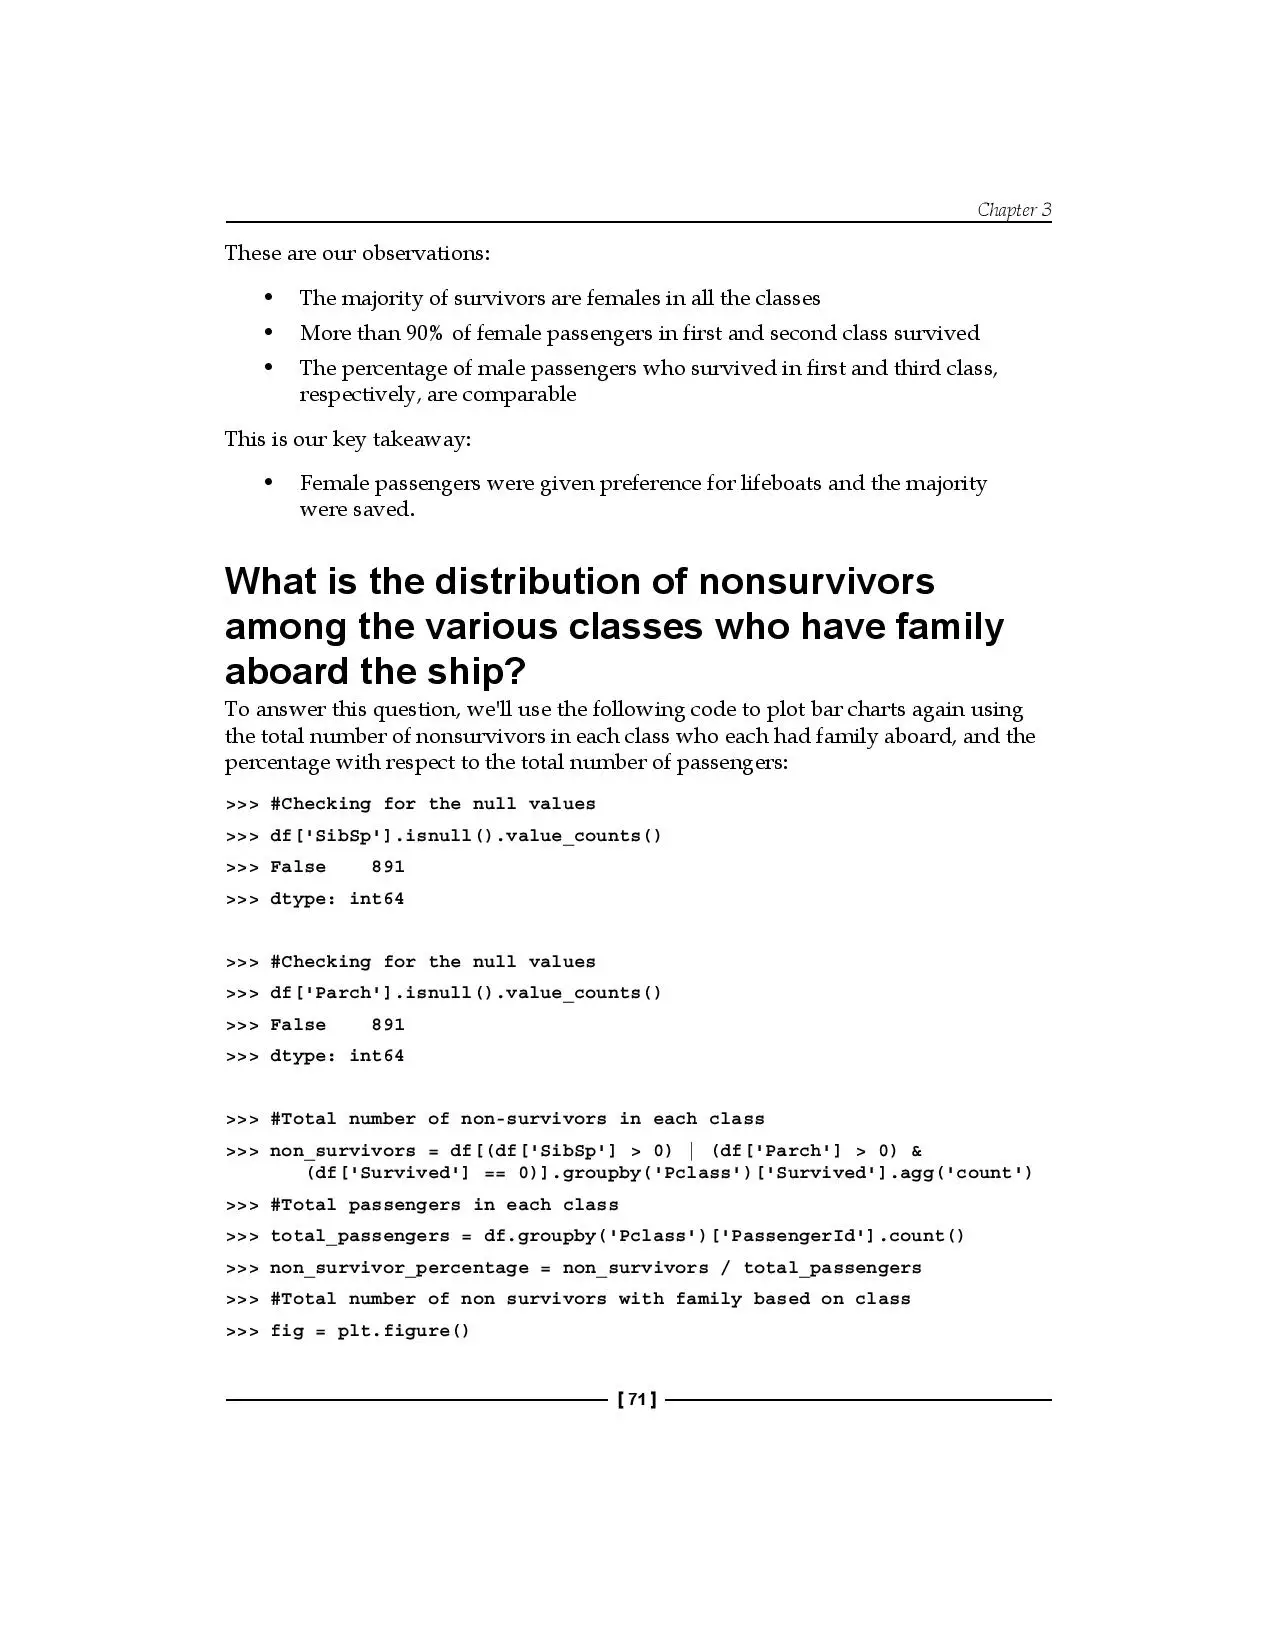 Chapter 3
These are our observations:
• The majority of survivors are females in all the classes
• More than 90% of female passengers in first and second class survived
• The percentage of male passengers who survived in first and third class,
respectively, are comparable
This is our key takeaway:
• Female passengers were given preference for lifeboats and the majority
were saved.
What is the distribution of nonsurvivors
among the various classes who have family
aboard the ship?
To answer this question, we'll use the following code to plot bar charts again using
the total number of nonsurvivors in each class who each had family aboard, and the
percentage with respect to the total number of passengers:
>>> #Checking for the null values
>>> df['SibSp'].isnull().value_counts()
>>> False    891
>>> dtype: int64
>>> #Checking for the null values
>>> df['Parch'].isnull().value_counts()
>>> False    891
>>> dtype: int64
>>> #Total number of non-survivors in each class
>>> non_survivors = df[(df['SibSp'] > 0) | (df['Parch'] > 0) &
(df['Survived'] == 0)].groupby('Pclass')['Survived'].agg('count')
>>> #Total passengers in each class
>>> total_passengers = df.groupby('Pclass')['PassengerId'].count()
>>> non_survivor_percentage = non_survivors / total_passengers
>>> #Total number of non survivors with family based on class
>>> fig = plt.figure()
[ 71 ]